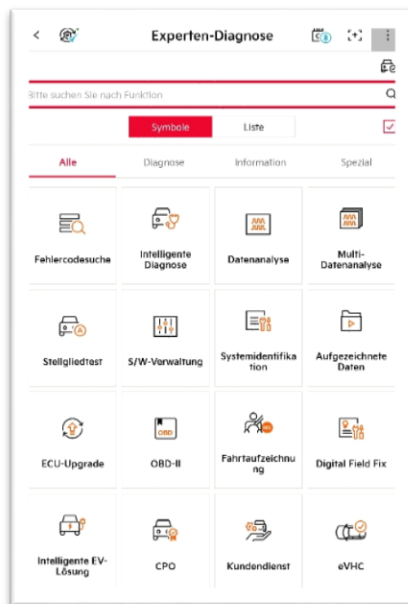 Experten-Diagnose
Bitte suchen Sie nach Funktion
Symbole Liste
Alle Diagnose Information Spezial
Fehlercodesuche
Intelligente
Diagnose
Datenanalyse
Multi-
Datenanalyse
Stellgliedtest
S/W-Verwaltung
Systemidentifika
tion
Aufgezeichnete
Daten
ECU-Upgrade
OBD
OBD-II
Fahrtaufzeichnu
ng
Digital Field Fix
Intelligente EV-
Lösung
CPO
Kundendienst
eVHC